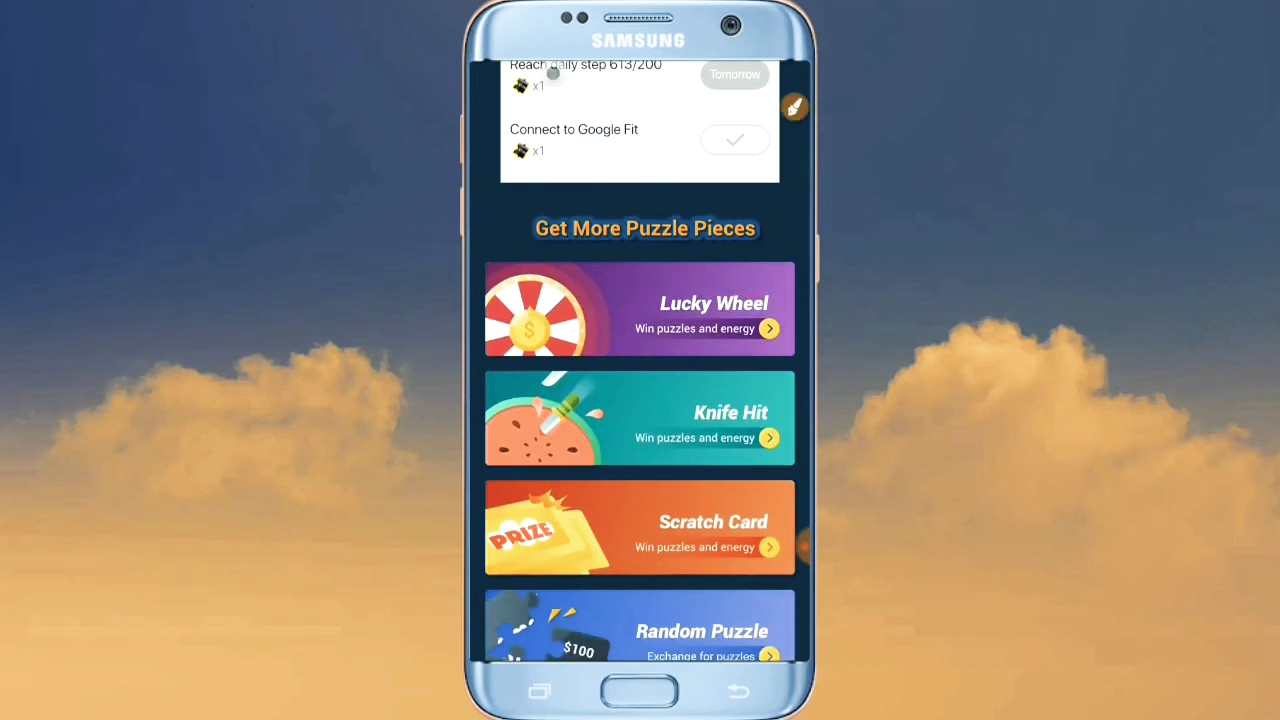 SAMSUNG
Reach daily step 613/200
Tomorrow
x1
Connect to Google Fit
x1
Get More Puzzle Pieces
Lucky Wheel
Win puzzles and energy
$
Knife Hit
Win puzzles and energy
Scratch Card
PRIZE
Win puzzles and energy
Random Puzzle
$100
Exchange for puzzles